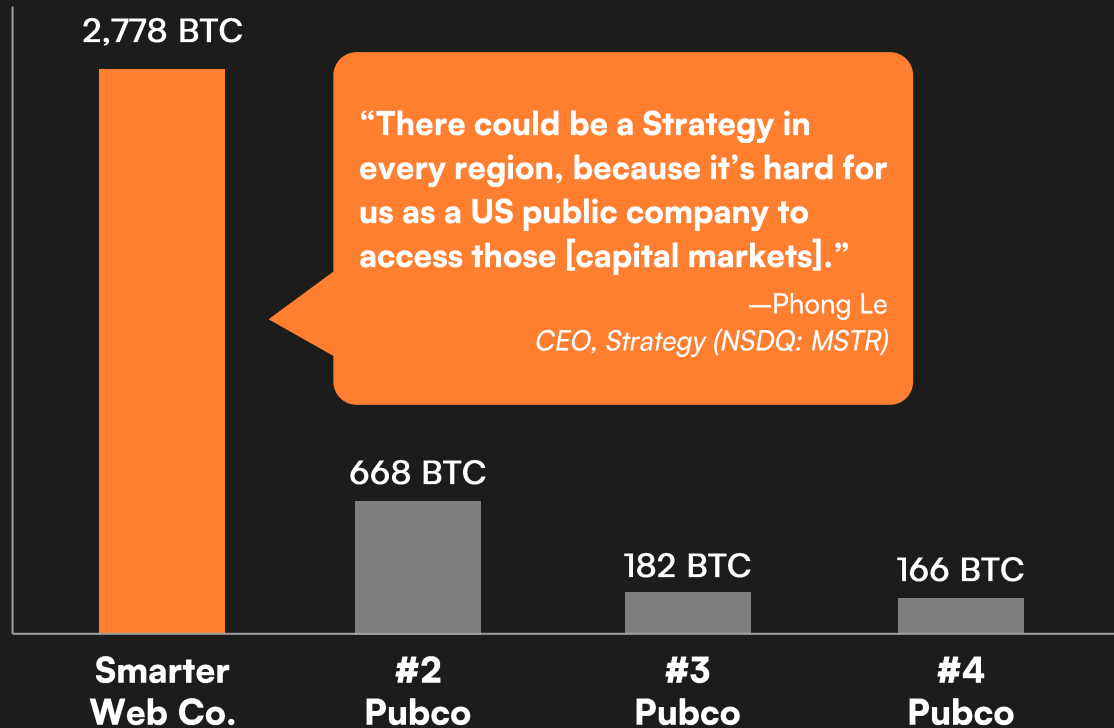 2,778 BTC
“There could be a Strategy in
every region, because it’s hard for
us as a US public company to
access those [capital markets].”
—Phong Le
CEO, Strategy (NSDQ: MSTR)
668 BTC
182 BTC
166 BTC
Smarter
Web Co.
#2
Pubco
#3
Pubco
#4
Pubco